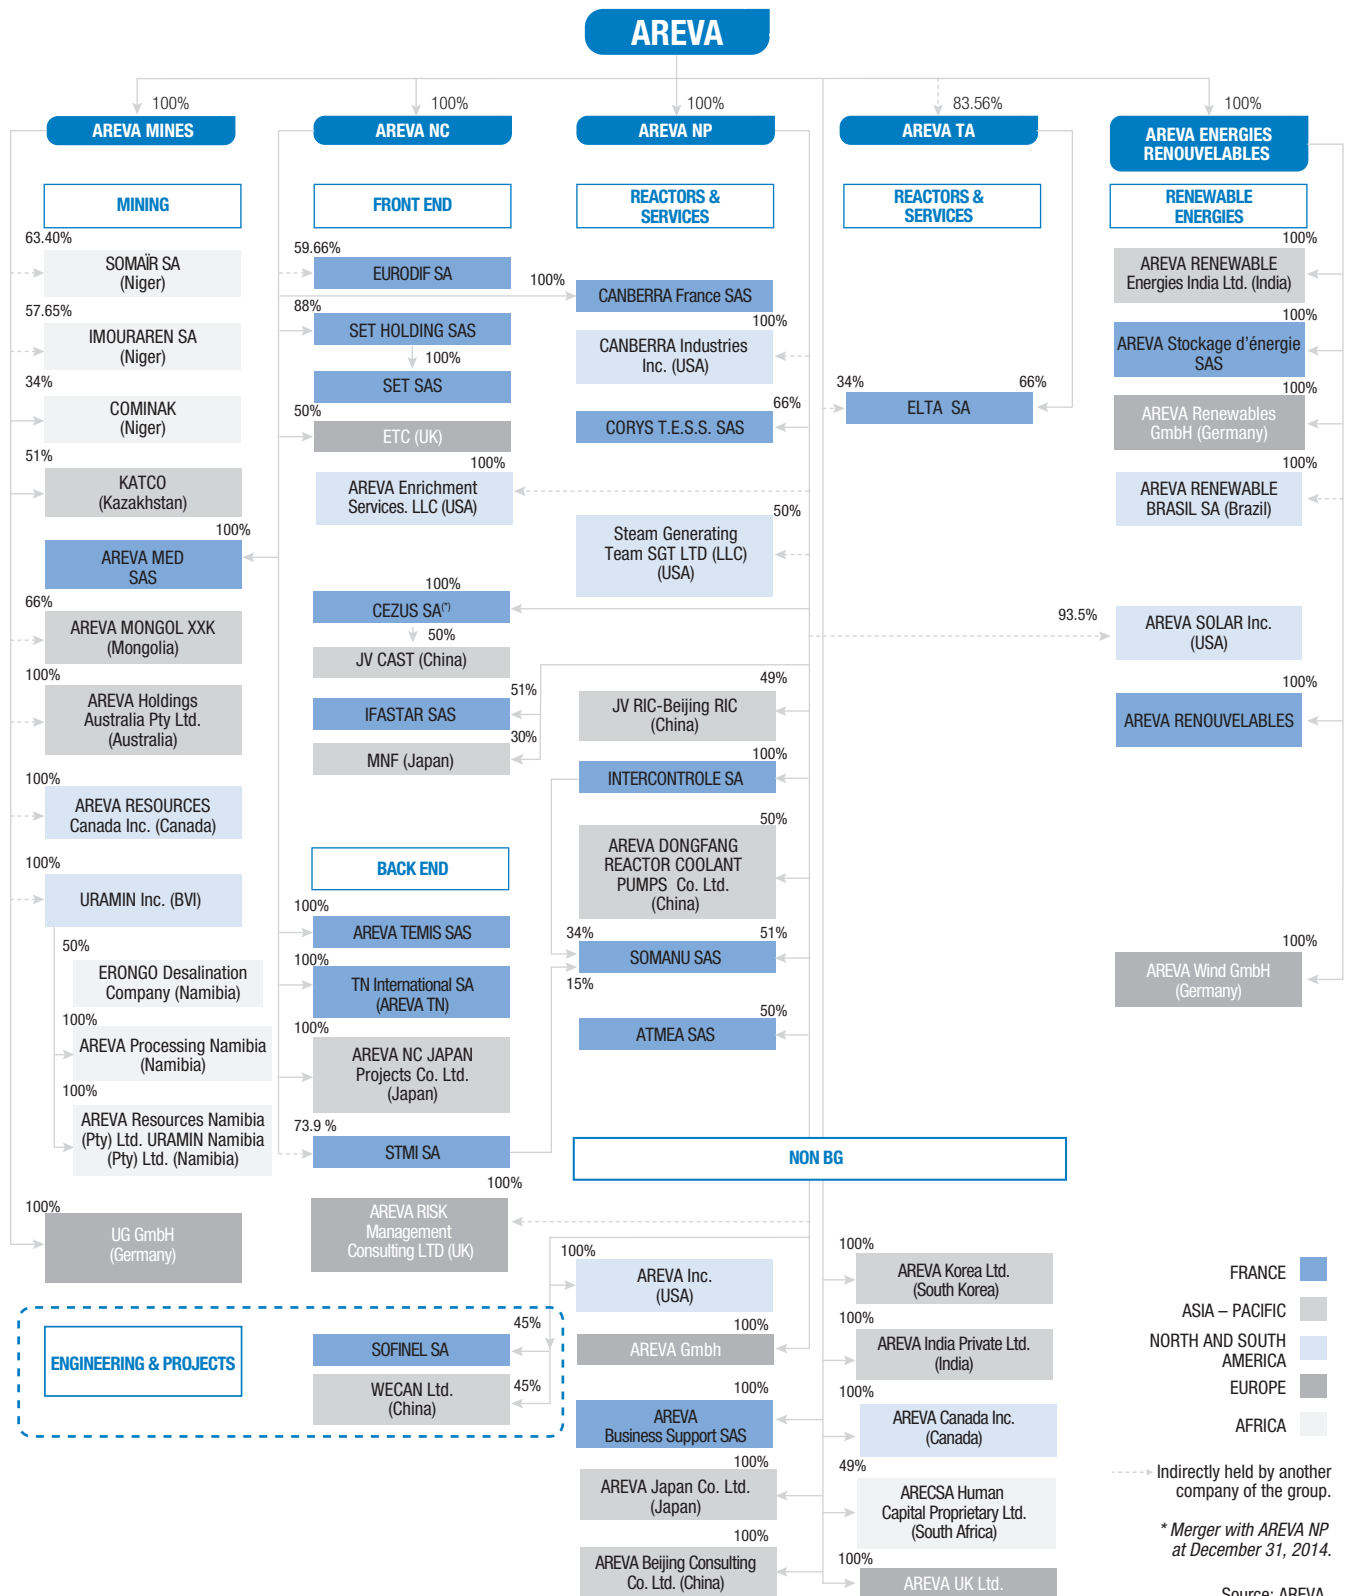 AREVA
100%
100%
100%
83.56%
100%
AREVA MINES
AREVA NC
AREVA NP
AREVA TA
AREVA ENERGIES
RENOUVELABLES
MINING
63.40%
SOMAÏR SA
(Niger)
57.65%
IMOURAREN SA
(Niger)
34%
COMINAK
(Niger)
51%
KATCO
(Kazakhstan)
100%
AREVA MED
SAS
66%
AREVA MONGOL XXK
(Mongolia)
100%
AREVA Holdings
Australia Pty Ltd.
(Australia)
100%
AREVA RESOURCES
Canada Inc. (Canada)
100%
URAMIN Inc. (BVI)
50%
ERONGO Desalination
Company (Namibia)
100%
AREVA Processing Namibia
(Namibia)
100%
AREVA Resources Namibia
(Pty) Ltd. URAMIN Namibia
(Pty) Ltd. (Namibia)
100%
UG GmbH
(Germany)
FRONT END
59.66%
EURODIF SA
88%
SET HOLDING SAS
100%
SET SAS
50%
ETC (UK)
100%
AREVA Enrichment
Services. LLC (USA)
100%
CEZUS SA(*)
50%
JV CAST (China)
51%
IFASTAR SAS
30%
MNF (Japan)
BACK END
100%
AREVA TEMIS SAS
100%
TN International SA
(AREVA TN)
100%
AREVA NC JAPAN
Projects Co. Ltd.
(Japan)
73.9 %
STMI SA
100%
AREVA RISK
Management
Consulting LTD (UK)
ENGINEERING & PROJECTS
45%
SOFINEL SA
45%
WECAN Ltd.
(China)
REACTORS &
SERVICES
100%
CANBERRA France SAS
100%
CANBERRA Industries
Inc. (USA)
66%
CORYS T.E.S.S. SAS
50%
Steam Generating
Team SGT LTD (LLC)
(USA)
49%
JV RIC-Beijing RIC
(China)
100%
INTERCONTROLE SA
50%
AREVA DONGFANG
REACTOR COOLANT
PUMPS Co. Ltd.
(China)
34%
51%
SOMANU SAS
15%
50%
ATMEA SAS
REACTORS &
SERVICES
34%
66%
ELTA SA
RENEWABLE
ENERGIES
100%
AREVA RENEWABLE
Energies India Ltd. (India)
100%
AREVA Stockage d'énergie
SAS
100%
AREVA Renewables
GmbH (Germany)
100%
AREVA RENEWABLE
BRASIL SA (Brazil)
93.5%
AREVA SOLAR Inc.
(USA)
100%
AREVA RENOUVELABLES
100%
AREVA Wind GmbH
(Germany)
NON BG
100%
AREVA Inc.
(USA)
100%
AREVA Gmbh
100%
AREVA
Business Support SAS
100%
AREVA Japan Co. Ltd.
(Japan)
100%
AREVA Beijing Consulting
Co. Ltd. (China)
100%
AREVA Korea Ltd.
(South Korea)
100%
AREVA India Private Ltd.
(India)
100%
AREVA Canada Inc.
(Canada)
49%
ARECSA Human
Capital Proprietary Ltd.
(South Africa)
100%
AREVA UK Ltd.
FRANCE
ASIA – PACIFIC
NORTH AND SOUTH
AMERICA
EUROPE
AFRICA
Indirectly held by another
company of the group.
* Merger with AREVA NP
at December 31, 2014.
Source: AREVA.